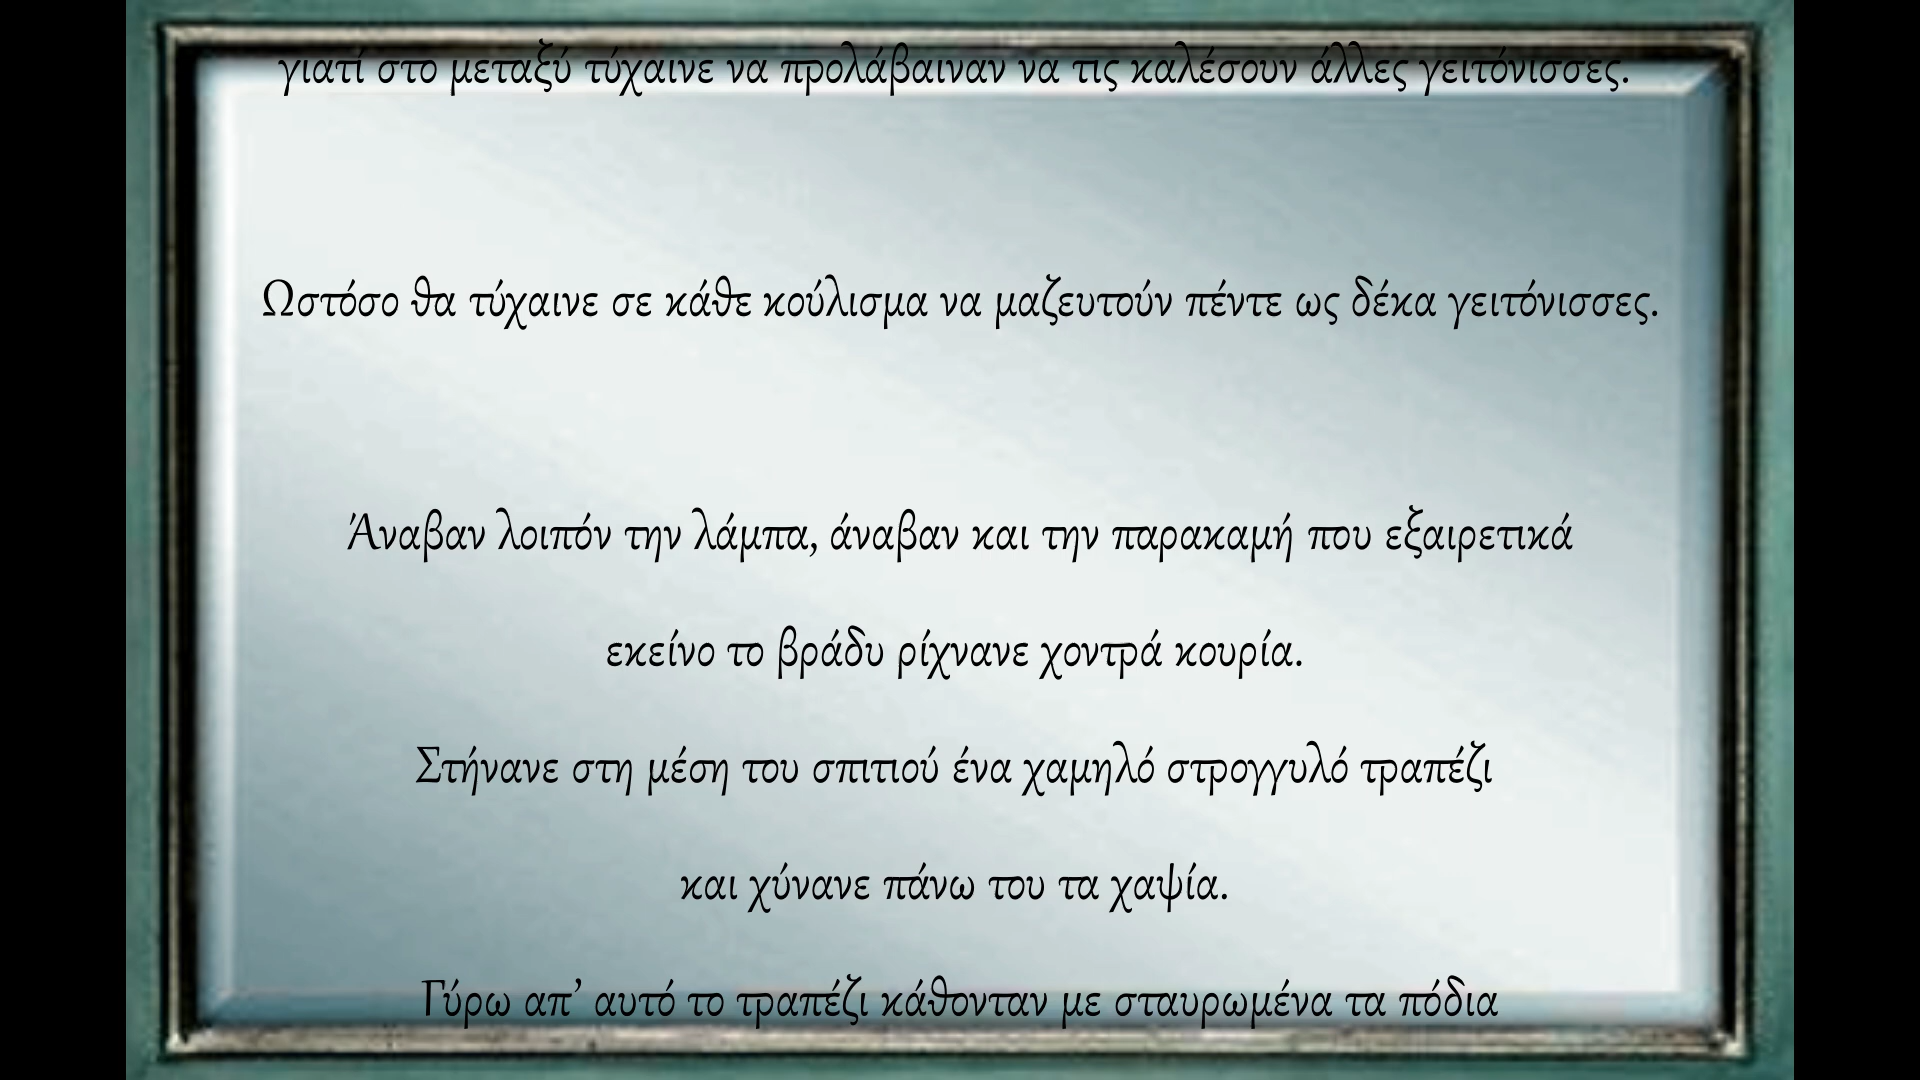 γιατί στο μεταξύ τύχαινε να προλάβαιναν να τις καλέσουν άλλες γειτόνισσες.
Ωστόσο θα τύχαινε σε κάθε κούλισμα να μαζευτούν πέντε ως δέκα γειτόνισσες.
Άναβαν λοιπόν την λάμπα, άναβαν και την παρακαμή που εξαιρετικά
εκείνο το βράδυ ρίχνανε χοντρά κουρία.
Στήνανε στη μέση του σπιτιού ένα χαμηλό στρογγυλό τραπέζι
και χύνανε πάνω του τα χαψία.
Γύρω απ’ αυτό το τραπέζι κάθονταν με σταυρωμένα τα πόδια